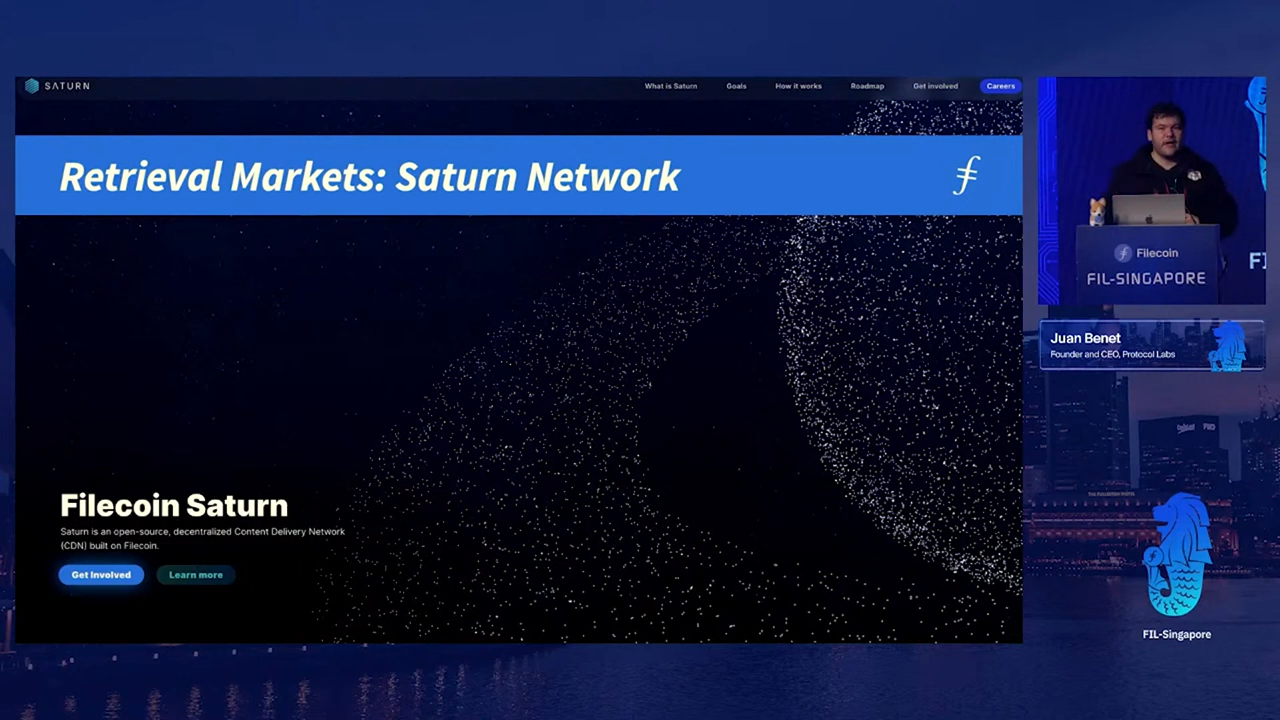 SATURN
What is Saturn
Goals
How it works
Roadmap
Get involved
Careers
Retrieval Markets: Saturn Network
Filecoin Saturn
Saturn is an open-source, decentralized Content Delivery Network
(CDN) built on Filecoin.
Get Involved
Learn more
Filecoin
FIL-SINGAPORE
FI
Juan Benet
Founder and CEO, Protocol Labs
FIL-Singapore